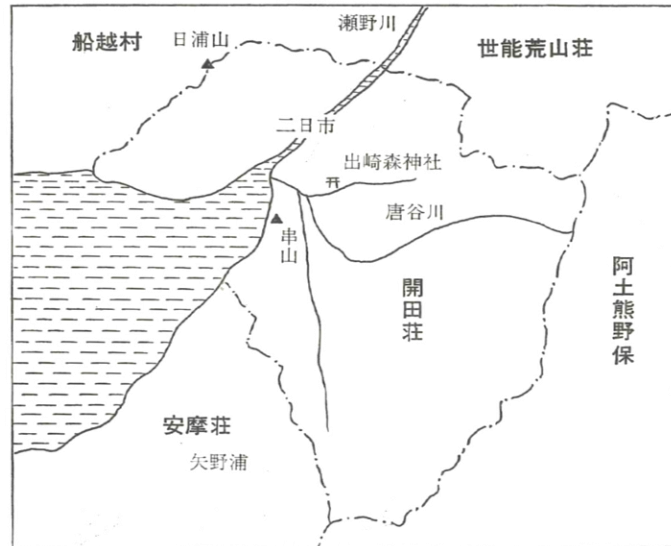 瀬野川
船越村
日浦山
世能荒山荘
二日市
出崎森神社
唐谷川
串山
開田荘
阿土熊野保
安摩荘
矢野浦